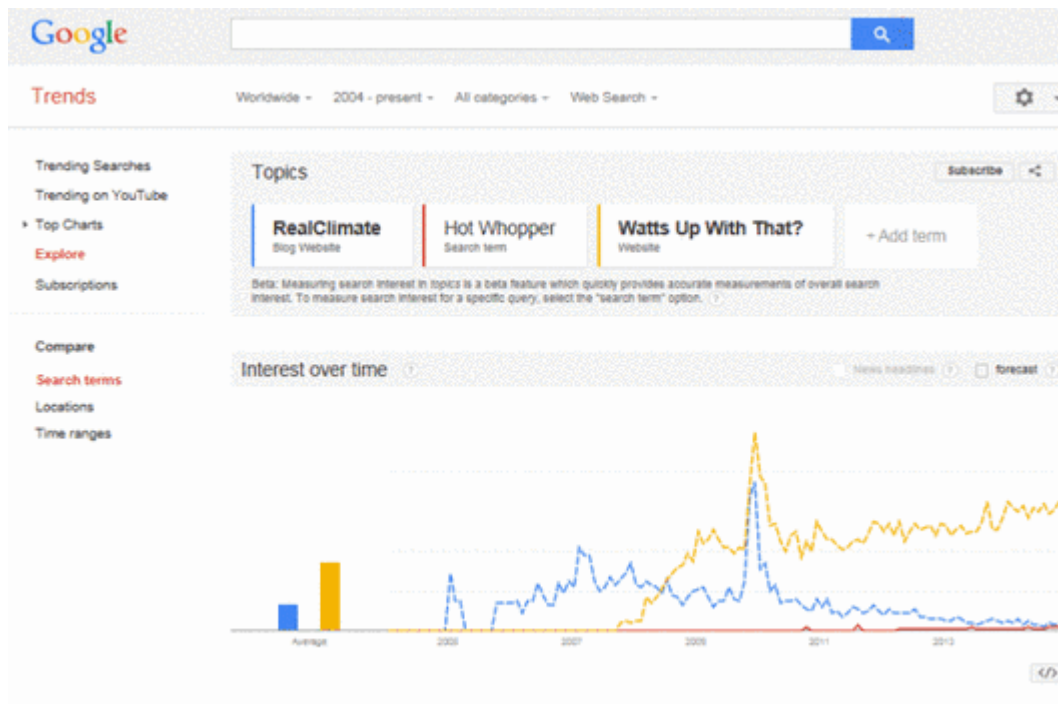 Google
Trends
Worldwide
2004 - present
All categories
Web Search
Trending Searches
Trending on YouTube
Top Charts
Explore
Subscriptions
Compare
Search terms
Locations
Time ranges
Topics
Subscribe
RealClimate
Blog Website
Hot Whopper
Search term
Watts Up With That?
Website
+ Add term
Beta: Measuring search interest in topics is a beta feature which quickly provides accurate measurements of overall search
interest. To measure search interest for a specific query, select the "search term" option. ?
Interest over time ?
News headlines ?
forecast ?
Average
2005
2007
2009
2011
2013
</>